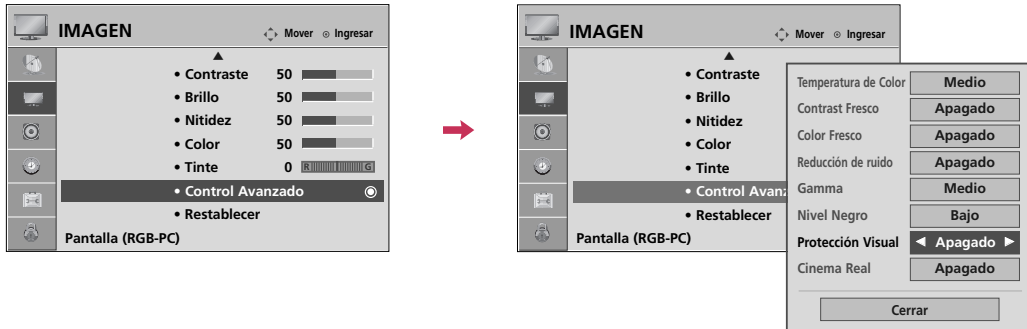 IMAGEN
Mover
Ingresar
• Contraste 50
• Brillo 50
• Nitidez 50
• Color 50
• Tinte 0 R G
• Control Avanzado
• Restablecer
Pantalla (RGB-PC)
IMAGEN
Mover
Ingresar
• Contraste
• Brillo
• Nitidez
• Color
• Tinte
• Control Avanz
• Restablecer
Pantalla (RGB-PC)
Temperatura de Color Medio
Contrast Fresco Apagado
Color Fresco Apagado
Reducción de ruido Apagado
Gamma Medio
Nivel Negro Bajo
Protección Visual ◄ Apagado ►
Cinema Real Apagado
Cerrar